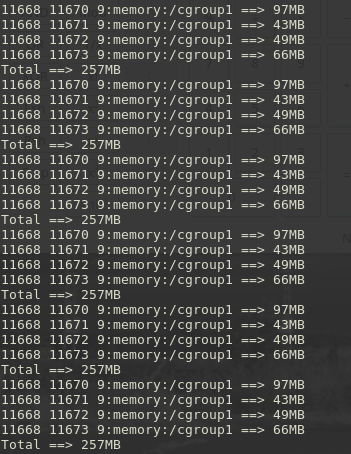 11668 11670 9:memory:/cgroup1 ==> 97MB
11668 11671 9:memory:/cgroup1 ==> 43MB
11668 11672 9:memory:/cgroup1 ==> 49MB
11668 11673 9:memory:/cgroup1 ==> 66MB
Total ==> 257MB
11668 11670 9:memory:/cgroup1 ==> 97MB
11668 11671 9:memory:/cgroup1 ==> 43MB
11668 11672 9:memory:/cgroup1 ==> 49MB
11668 11673 9:memory:/cgroup1 ==> 66MB
Total ==> 257MB
11668 11670 9:memory:/cgroup1 ==> 97MB
11668 11671 9:memory:/cgroup1 ==> 43MB
11668 11672 9:memory:/cgroup1 ==> 49MB
11668 11673 9:memory:/cgroup1 ==> 66MB
Total ==> 257MB
11668 11670 9:memory:/cgroup1 ==> 97MB
11668 11671 9:memory:/cgroup1 ==> 43MB
11668 11672 9:memory:/cgroup1 ==> 49MB
11668 11673 9:memory:/cgroup1 ==> 66MB
Total ==> 257MB
11668 11670 9:memory:/cgroup1 ==> 97MB
11668 11671 9:memory:/cgroup1 ==> 43MB
11668 11672 9:memory:/cgroup1 ==> 49MB
11668 11673 9:memory:/cgroup1 ==> 66MB
Total ==> 257MB
11668 11670 9:memory:/cgroup1 ==> 97MB
11668 11671 9:memory:/cgroup1 ==> 43MB
11668 11672 9:memory:/cgroup1 ==> 49MB
11668 11673 9:memory:/cgroup1 ==> 66MB
Total ==> 257MB